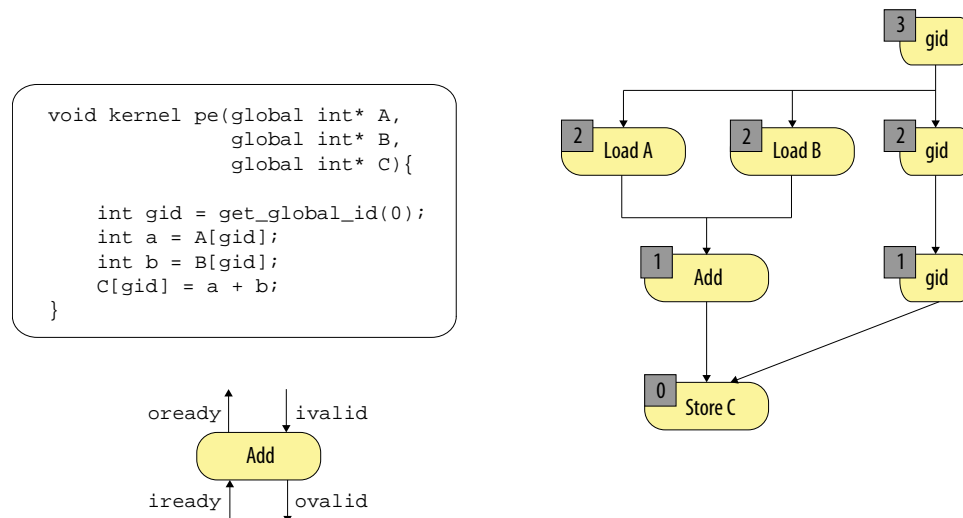 void kernel pe(global int* A,
global int* B,
global int* C){
int gid = get_global_id(0);
int a = A[gid];
int b = B[gid];
C[gid] = a + b;
}
oready
ivalid
Add
iready
ovalid
3
gid
2
Load A
2
Load B
2
gid
1
Add
1
gid
0
Store C